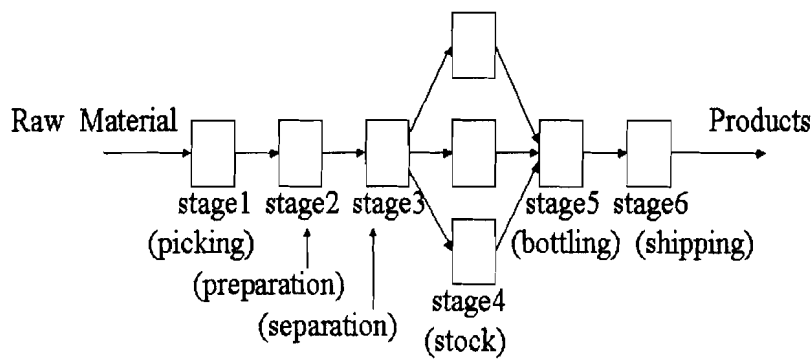 Raw Material
Products
stage1
stage2
stage3
stage5
stage6
(picking)
(bottling)
(shipping)
(preparation)
(separation)
stage4
(stock)